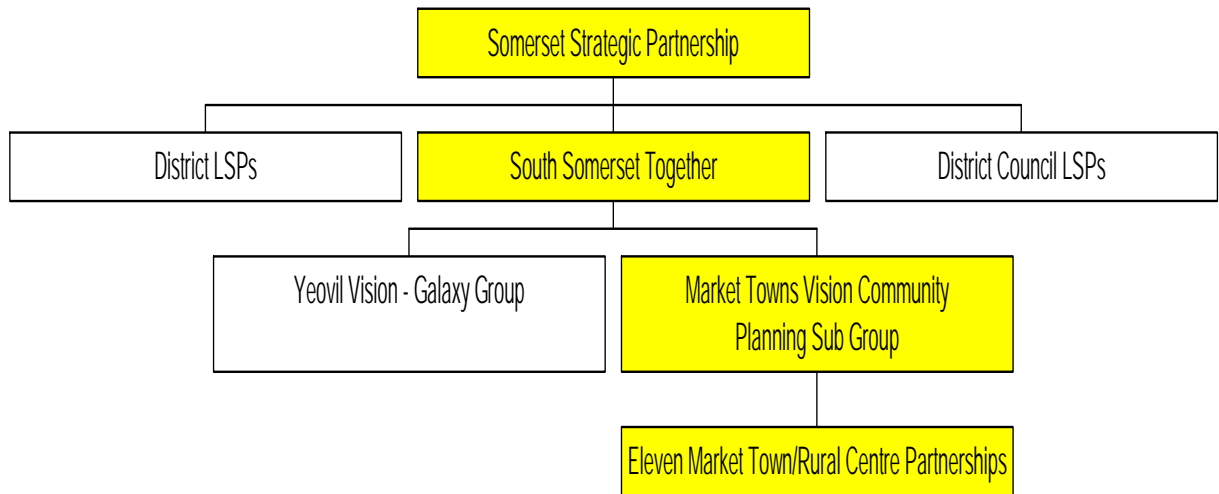 Somerset Strategic Partnership
District LSPs
South Somerset Together
District Council LSPs
Yeovil Vision - Galaxy Group
Market Towns Vision Community
Planning Sub Group
Eleven Market Town/Rural Centre Partnerships